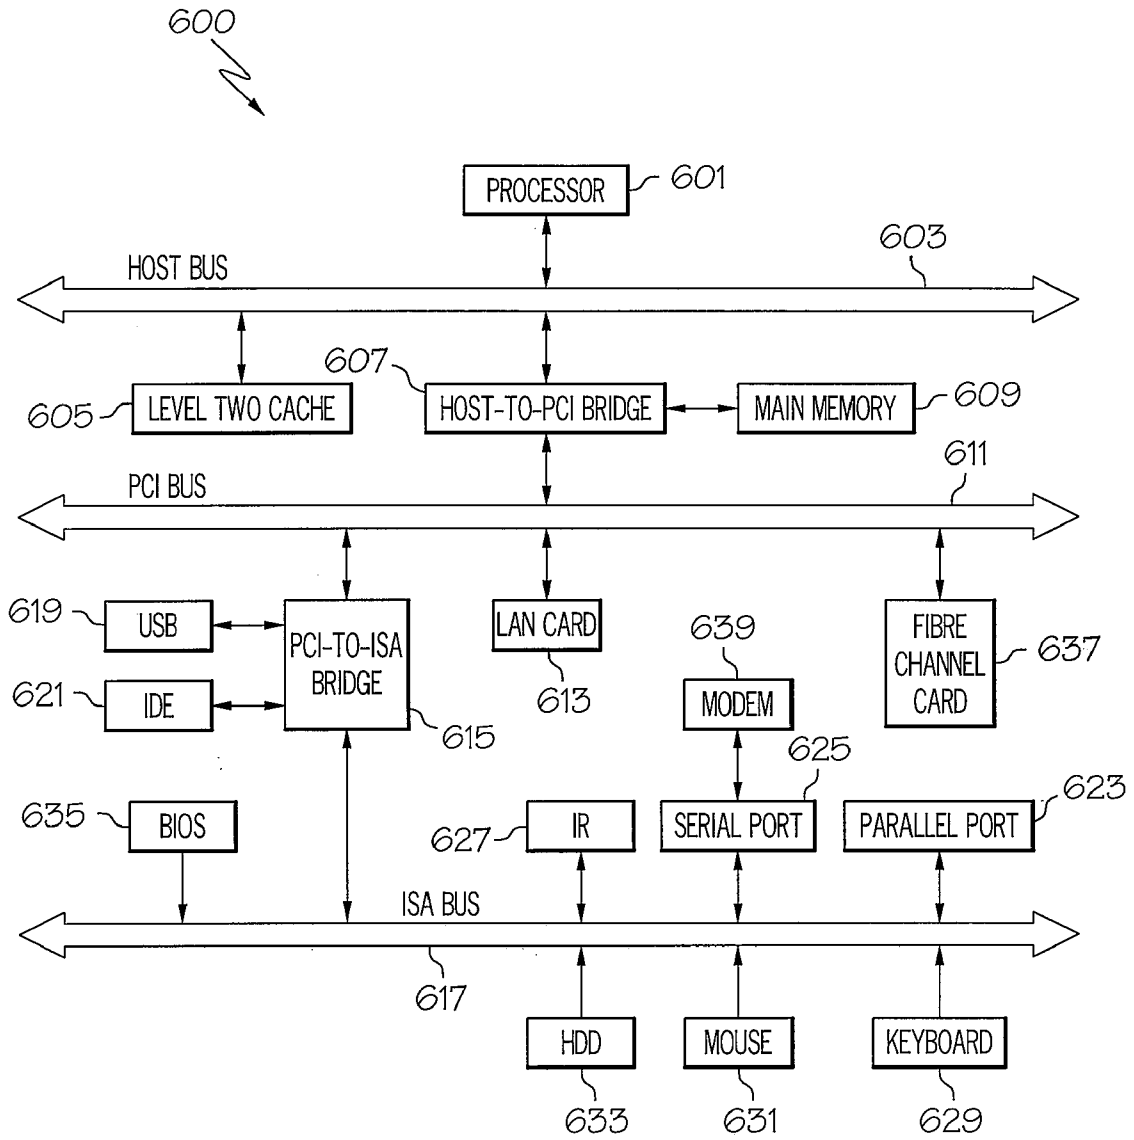 600
PROCESSOR
601
603
HOST BUS
607
605
LEVEL TWO CACHE
HOST-TO-PCI BRIDGE
MAIN MEMORY
609
PCI BUS
611
619
USB
PCI-TO-ISA
BRIDGE
LAN CARD
639
FIBRE
CHANNEL
CARD
637
621
IDE
615
613
MODEM
625
623
635
BIOS
627
IR
SERIAL PORT
PARALLEL PORT
ISA BUS
617
HDD
MOUSE
KEYBOARD
633
631
629